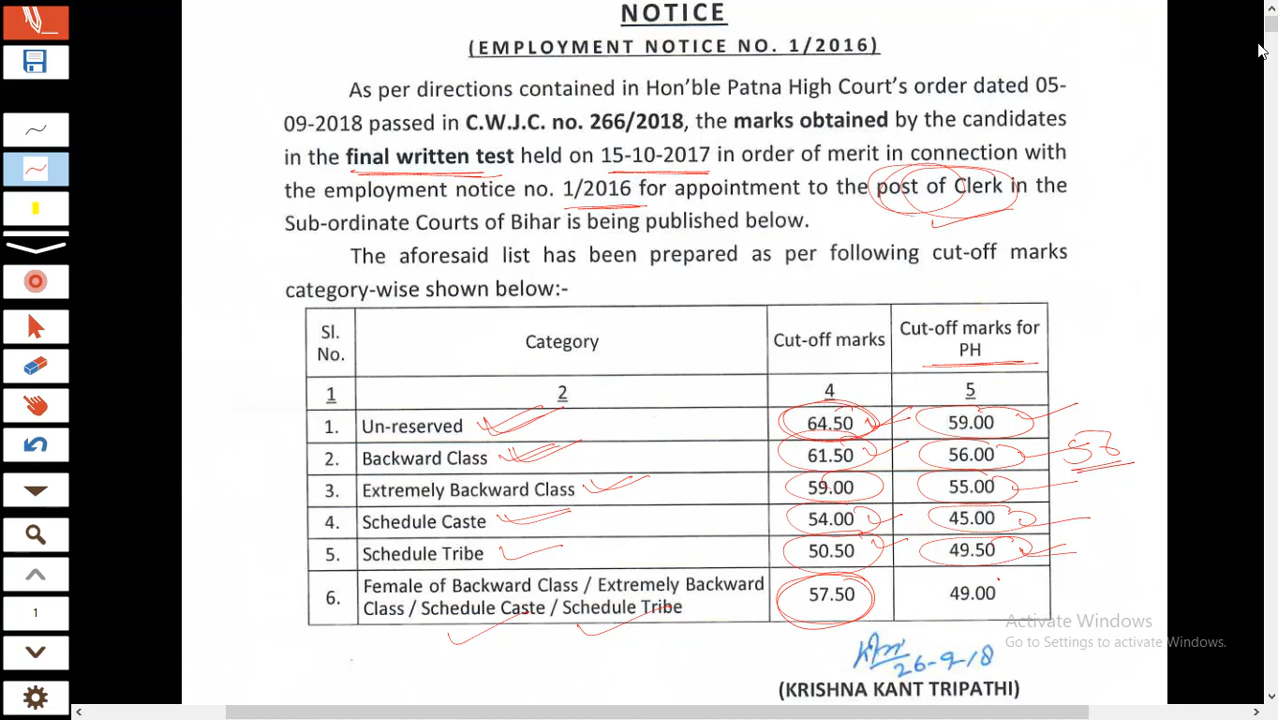 NOTICE
(EMPLOYMENT NOTICE NO. 1/2016)
As per directions contained in Hon'ble Patna High Court's order dated 05-
09-2018 passed in C.W.J.C. no. 266/2018, the marks obtained by the candidates
in the final written test held on 15-10-2017 in order of merit in connection with
the employment notice no. 1/2016 for appointment to the post of Clerk in the
Sub-ordinate Courts of Bihar is being published below.
The aforesaid list has been prepared as per following cut-off marks
category-wise shown below:-
Sl. No. Category Cut-off marks Cut-off marks for PH
1 2 4 5
1. Un-reserved 64.50 59.00
2. Backward Class 61.50 56.00 56
3. Extremely Backward Class 59.00 55.00
4. Schedule Caste 54.00 45.00
5. Schedule Tribe 50.50 49.50
6. Female of Backward Class / Extremely Backward
Class / Schedule Caste / Schedule Tribe 57.50 49.00
Activate Windows
Go to Settings to activate Windows.
26-9-18
(KRISHNA KANT TRIPATHI)
1